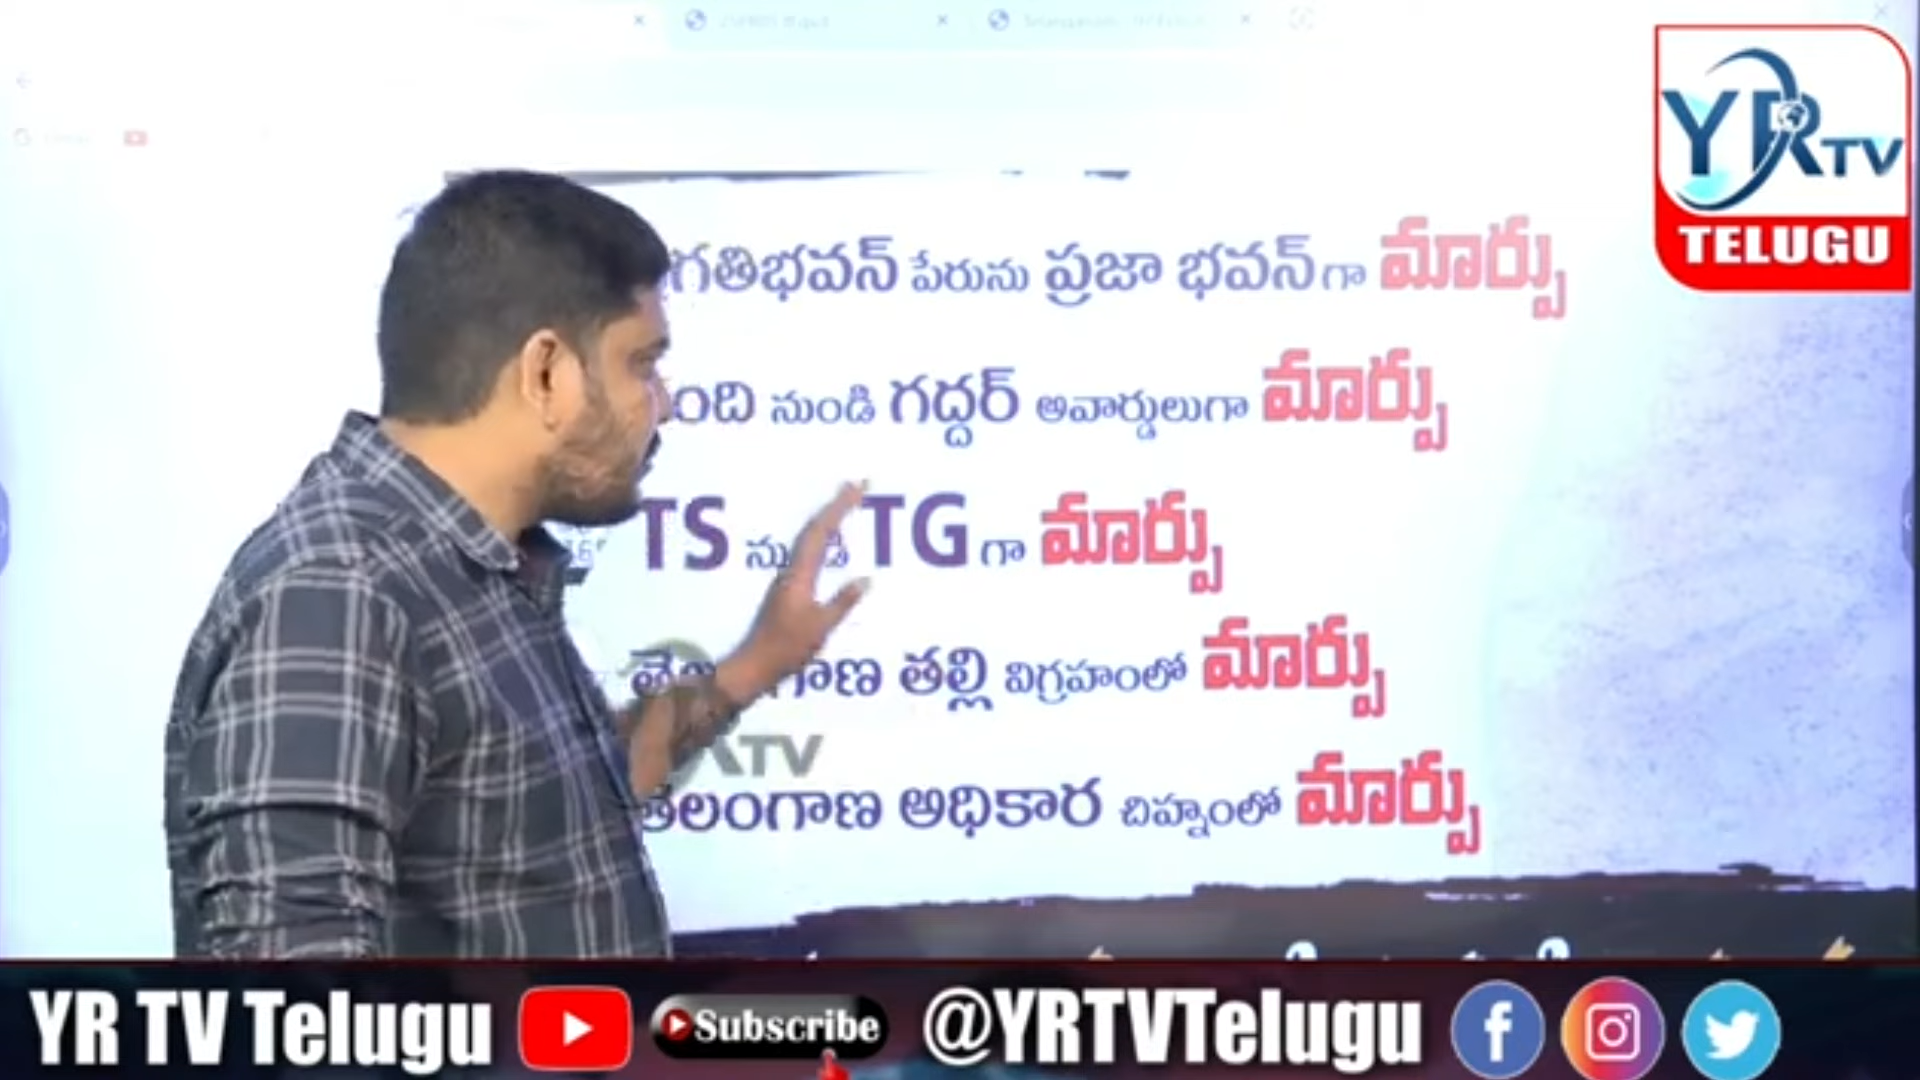 YRTV
TELUGU
గతిభవన్ పేరును ప్రజా భవన్ గా మార్పు
నంది నుండి గద్దర్ అవార్డులుగా మార్పు
TS నుండి TG గా మార్పు
తెలంగాణ తల్లి విగ్రహంలో మార్పు
TV
తెలంగాణ అధికార చిహ్నంలో మార్పు
YR TV Telugu Subscribe @YRTVTelugu